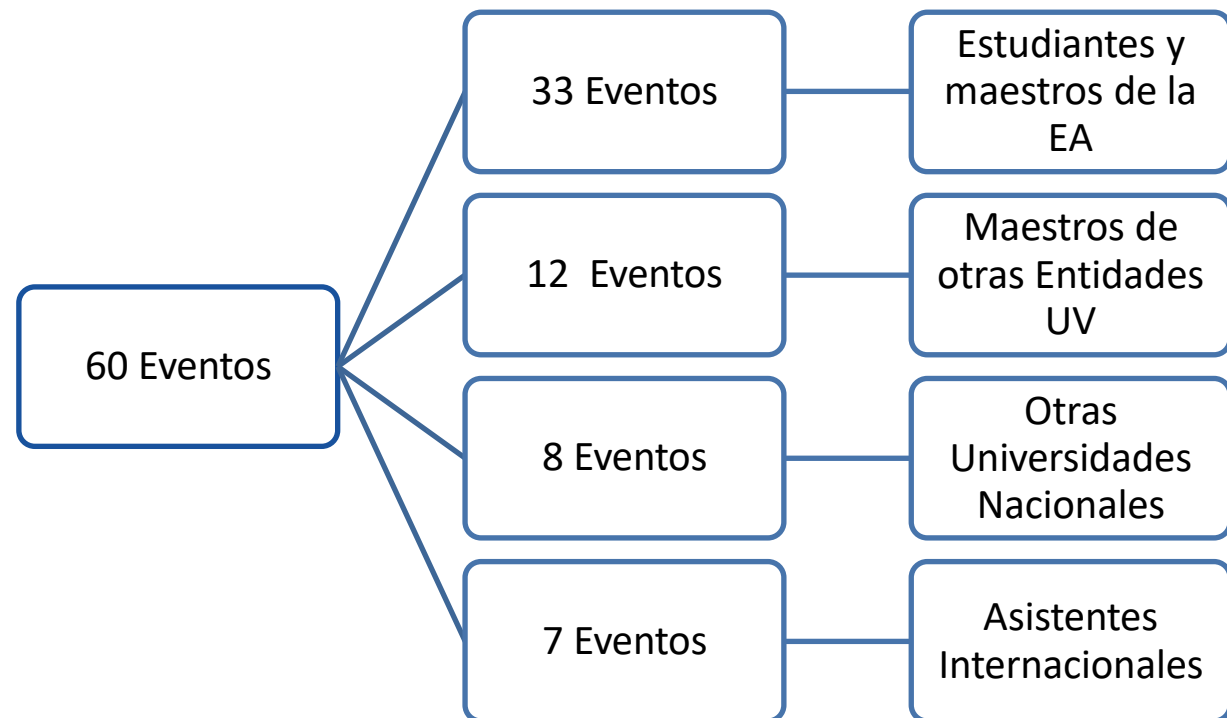 60 Eventos
33 Eventos
Estudiantes y
maestros de la
EA
12  Eventos
Maestros de
otras Entidades
UV
8 Eventos
Otras
Universidades
Nacionales
7 Eventos
Asistentes
Internacionales